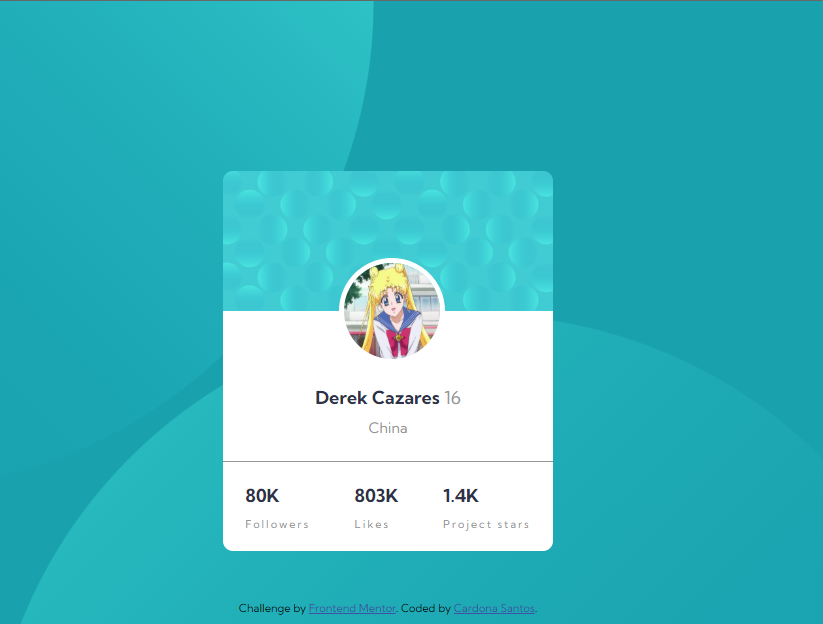 Derek Cazares 16
China
80K 803K 1.4K
Followers Likes Project stars
Challenge by Frontend Mentor. Coded by Cardona Santos.